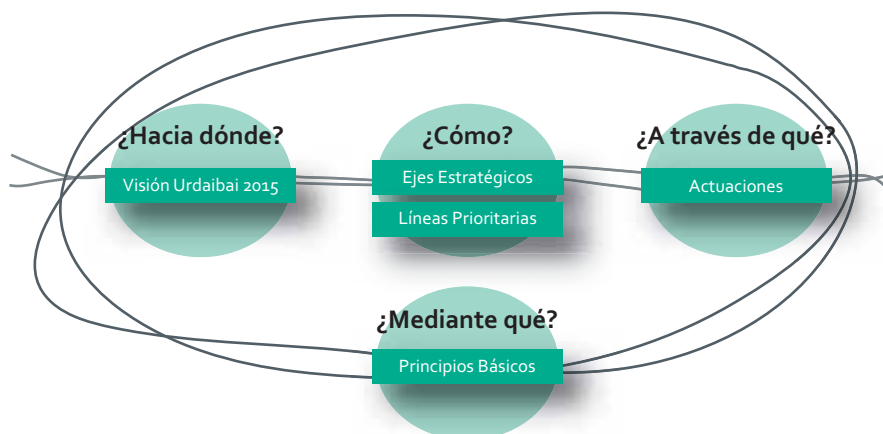 ¿Hacia dónde?
Visión Urdaibai 2015
¿Cómo?
Ejes Estratégicos
Líneas Prioritarias
¿A través de qué?
Actuaciones
¿Mediante qué?
Principios Básicos